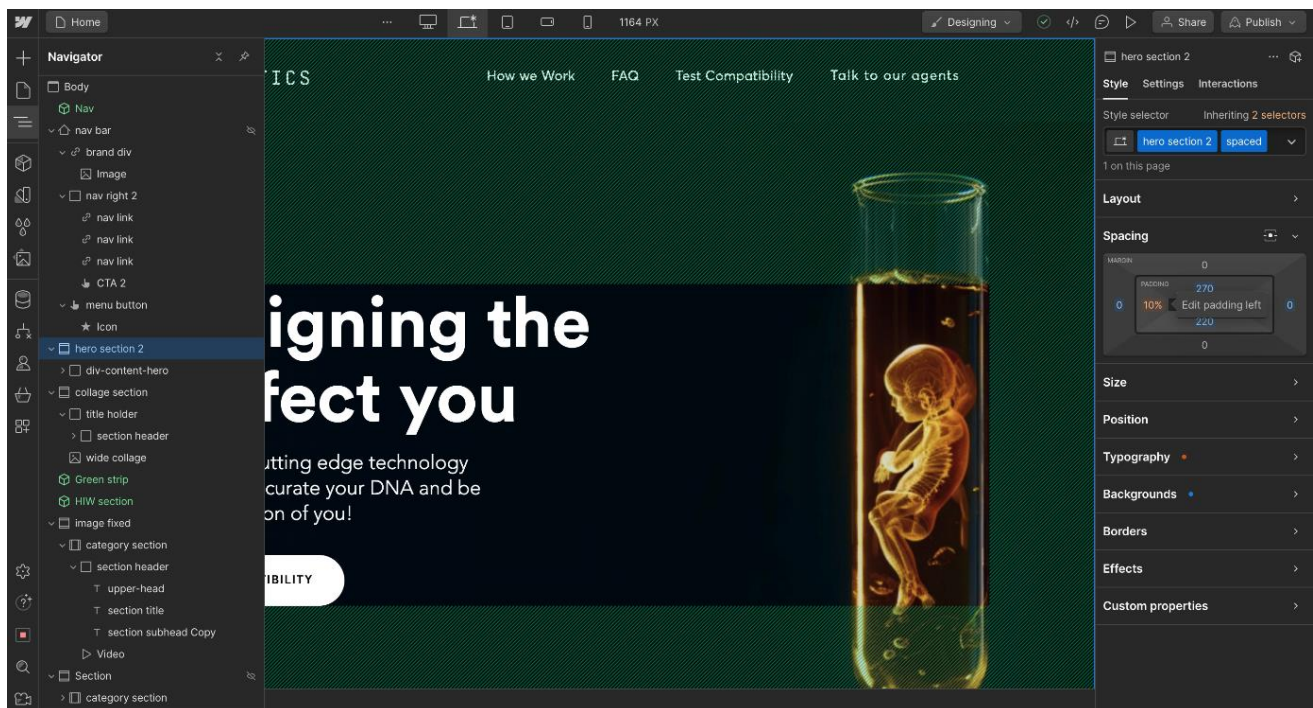 Home
...
1164 PX
Designing
Share
Publish
Navigator
Body
Nav
nav bar
brand div
Image
nav right 2
nav link
nav link
nav link
CTA 2
menu button
Icon
hero section 2
div-content-hero
collage section
title holder
section header
wide collage
Green strip
HIW section
image fixed
category section
section header
upper-head
section title
section subhead Copy
Video
Section
category section
TICS
How we Work FAQ Test Compatibility Talk to our agents
igning the
fect you
utting edge technology
curate your DNA and be
on of you!
IBILITY
hero section 2
...
Style Settings Interactions
Style selector Inheriting 2 selectors
hero section 2 spaced
1 on this page
Layout
Spacing
MARGIN
0
PADDING
270
0 10% Edit padding left 0
220
0
Size
Position
Typography
Backgrounds
Borders
Effects
Custom properties